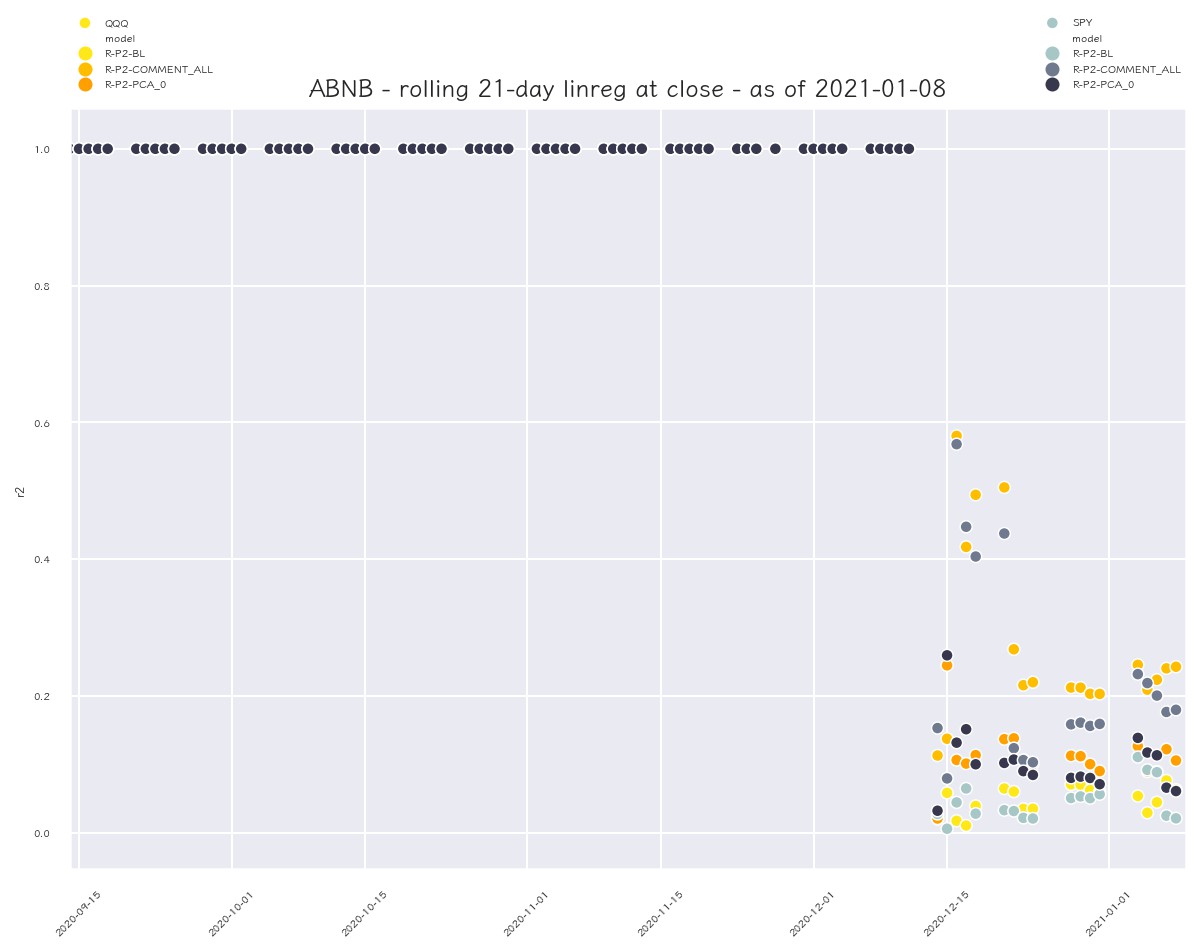 QQQ
model
R-P2-BL
R-P2-COMMENT_ALL
R-P2-PCA_0
SPY
model
R-P2-BL
R-P2-COMMENT_ALL
R-P2-PCA_0
ABNB - rolling 21-day linreg at close - as of 2021-01-08
1.0
0.8
0.6
0.4
0.2
0.0
r2
2020-09-15
2020-10-01
2020-10-15
2020-11-01
2020-11-15
2020-12-01
2020-12-15
2021-01-01